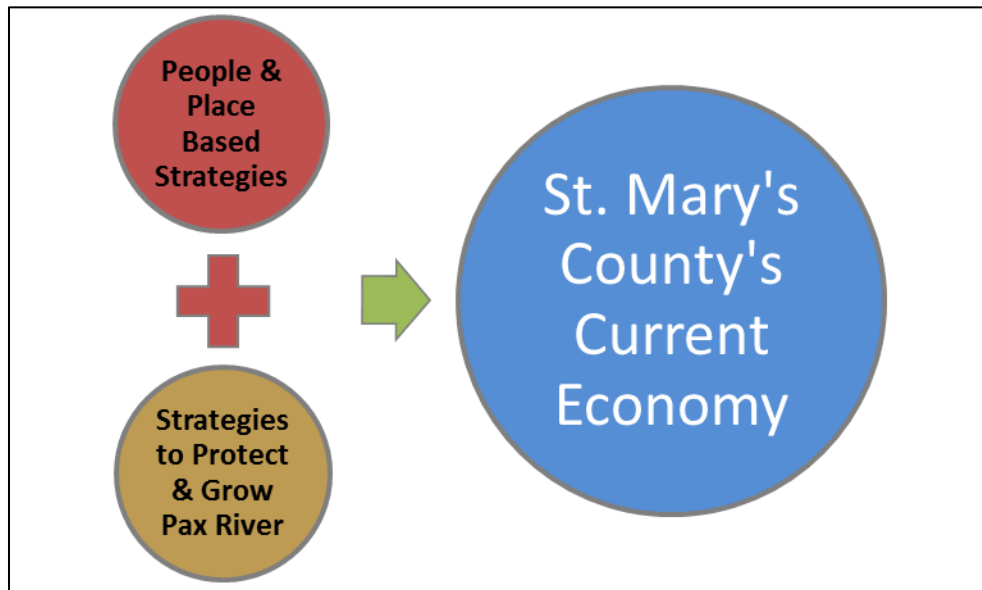 People &
Place
Based
Strategies
Strategies
to Protect
& Grow
Pax River
St. Mary's
County's
Current
Economy